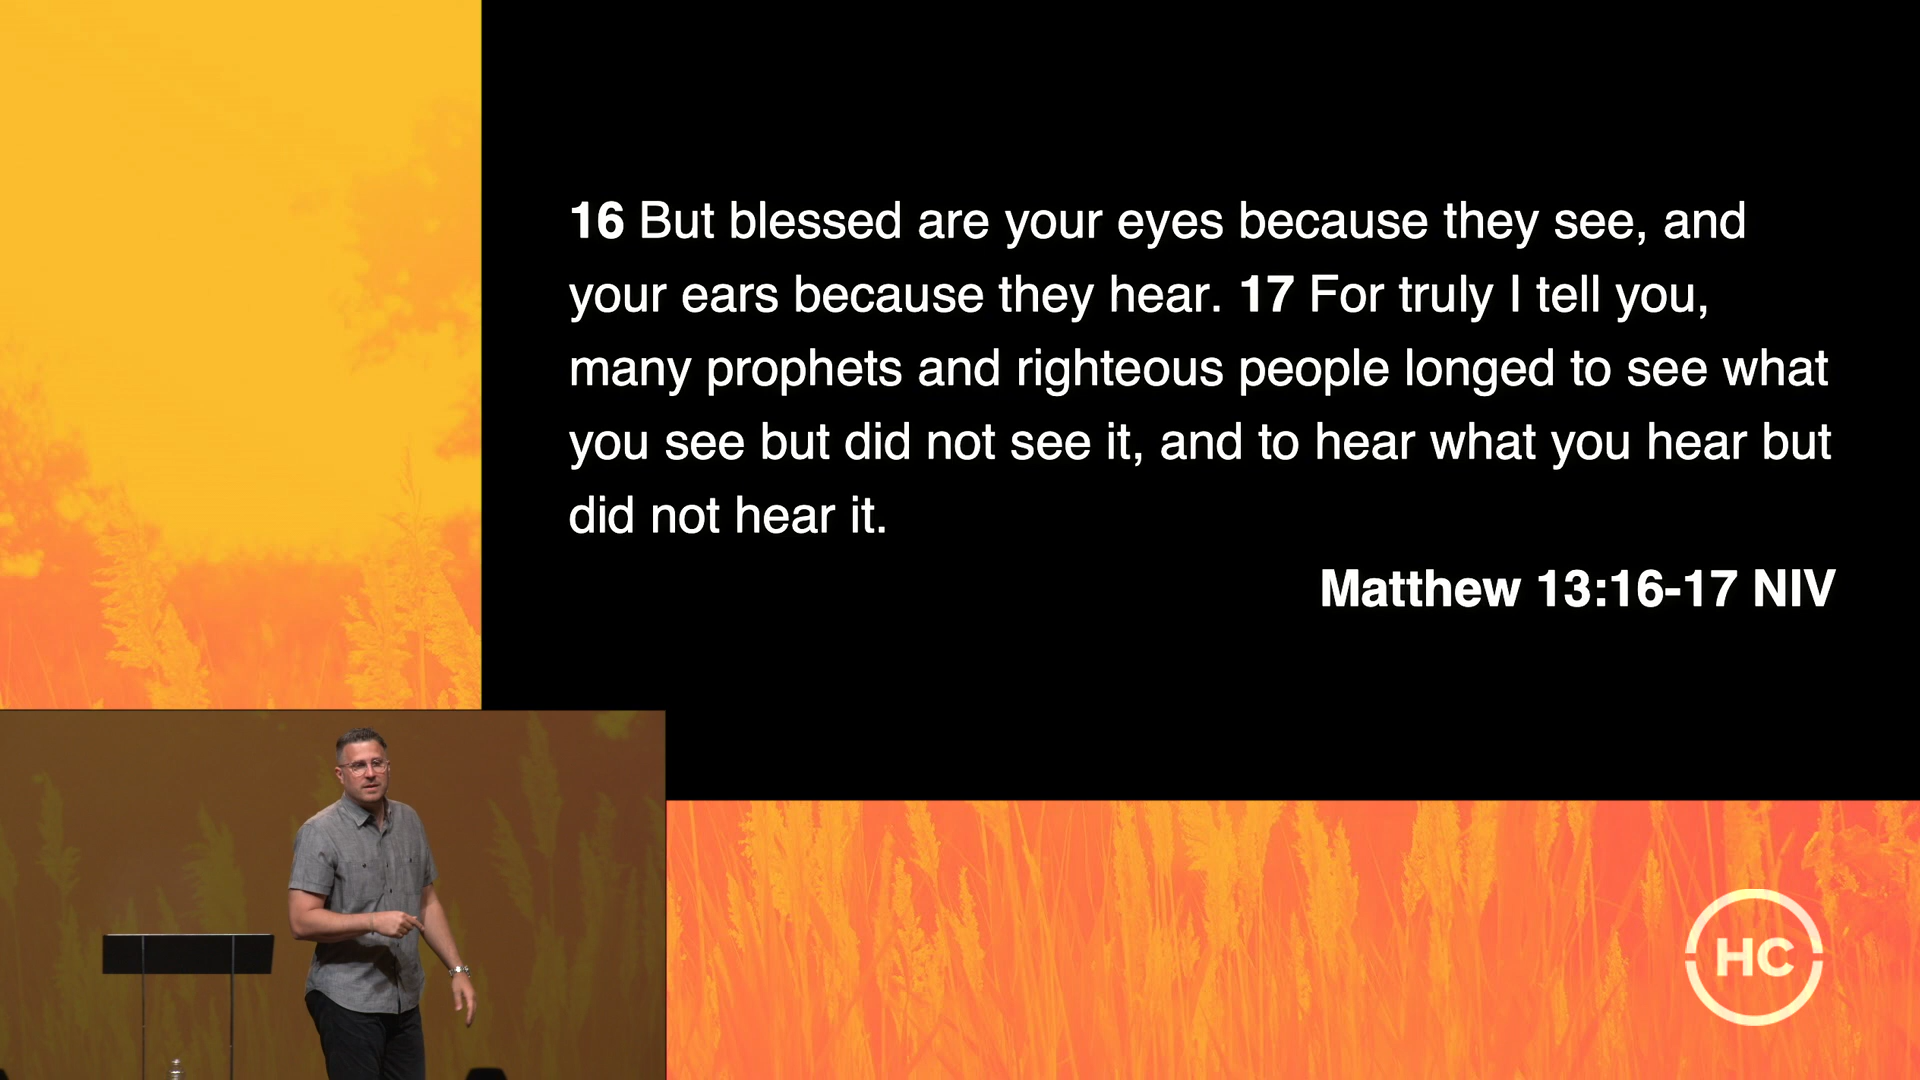 16 But blessed are your eyes because they see, and
your ears because they hear. 17 For truly I tell you,
many prophets and righteous people longed to see what
you see but did not see it, and to hear what you hear but
did not hear it.
Matthew 13:16-17 NIV
HC